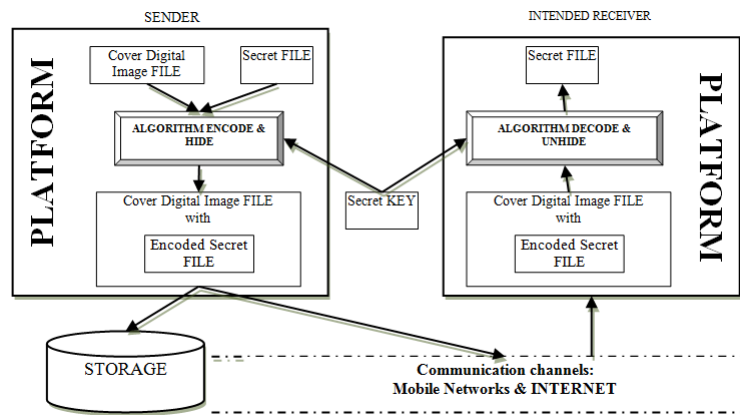 SENDER
PLATFORM
Cover Digital
Image FILE
Secret FILE
ALGORITHM ENCODE &
HIDE
Cover Digital Image FILE
with
Encoded Secret
FILE
Secret KEY
INTENDED RECEIVER
Secret FILE
PLATFORM
ALGORITHM DECODE &
UNHIDE
Cover Digital Image FILE
with
Encoded Secret
FILE
STORAGE
Communication channels:
Mobile Networks & INTERNET